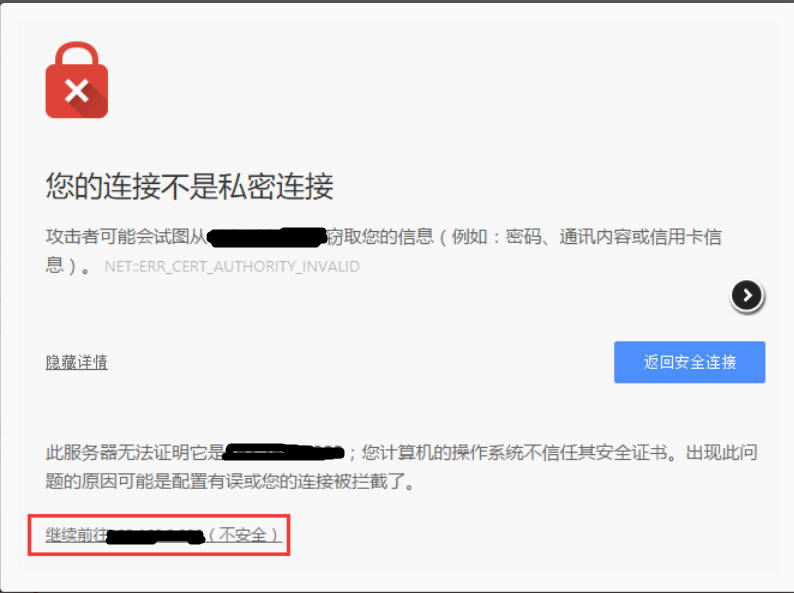 您的连接不是私密连接
攻击者可能会试图从 窃取您的信息（例如：密码、通讯内容或信用卡信
息）。 NET::ERR_CERT_AUTHORITY_INVALID
隐藏详情
返回安全连接
此服务器无法证明它是 ；您计算机的操作系统不信任其安全证书。出现此问
题的原因可能是配置有误或您的连接被拦截了。
继续前往 （不安全）